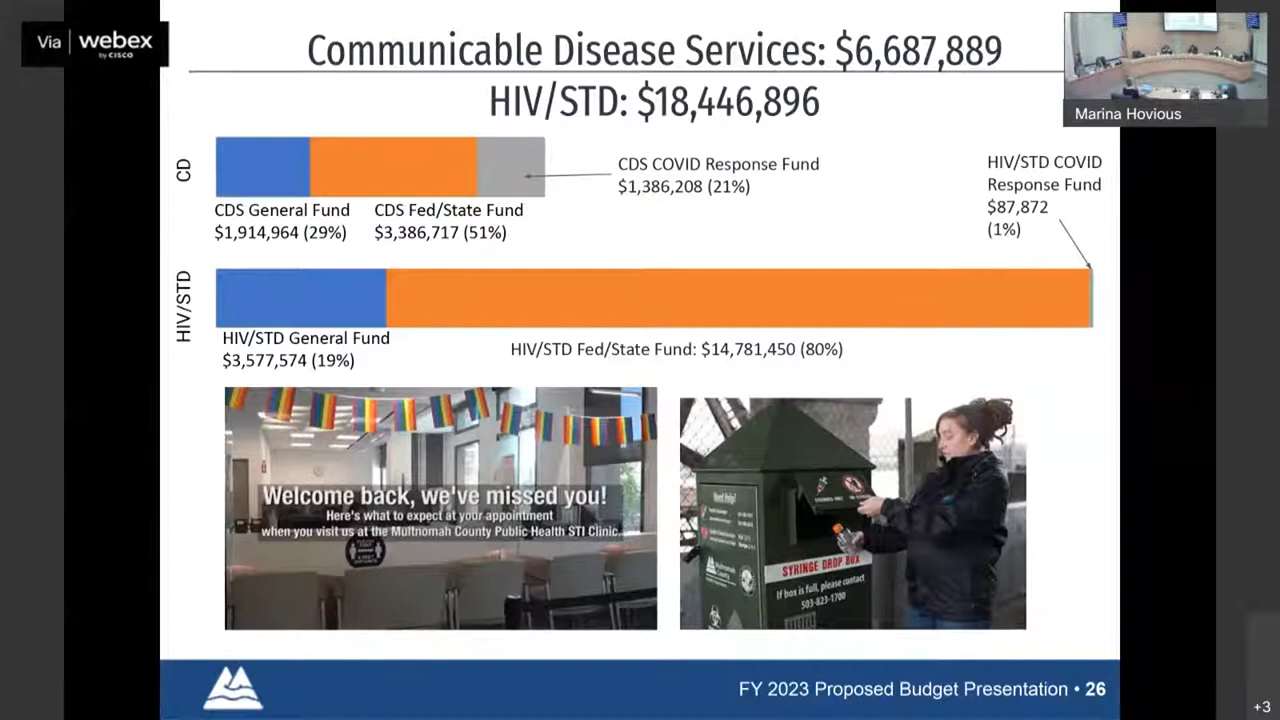 Via webex
by CISCO
Communicable Disease Services: $6,687,889
HIV/STD: $18,446,896
Marina Hovious
CD
CDS COVID Response Fund
$1,386,208 (21%)
HIV/STD COVID
Response Fund
$87,872
(1%)
CDS General Fund
$1,914,964 (29%)
CDS Fed/State Fund
$3,386,717 (51%)
HIV/STD
HIV/STD General Fund
$3,577,574 (19%)
HIV/STD Fed/State Fund: $14,781,450 (80%)
Welcome back, we've missed you!
Here's what to expect at your appointment
when you visit us at the Multnomah County Public Health STI Clinic
Need Help?
SYRINGE DROP BOX
If box is full, please contact
503-823-1700
FY 2023 Proposed Budget Presentation • 26
+3